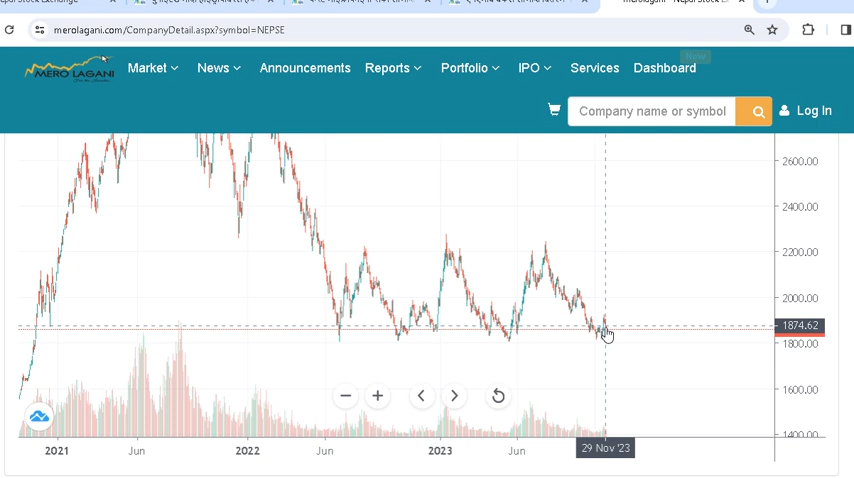 merolagani.com/CompanyDetail.aspx?symbol=NEPSE
MERO LAGANI
Market News Announcements Reports Portfolio IPO Services Dashboard
New
Company name or symbol Log In
2600.00
2400.00
2200.00
2000.00
1874.62
1800.00
1600.00
1400.00
2021 Jun 2022 Jun 2023 Jun 29 Nov '23